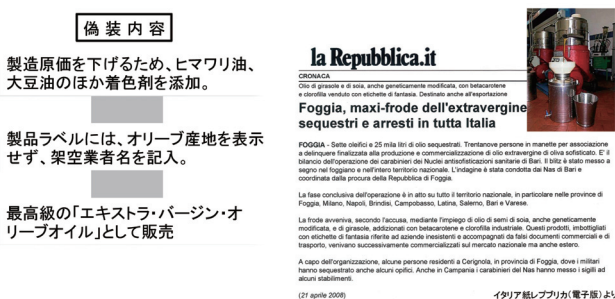 偽装内容
製造原価を下げるため、ヒマワリ油、
大豆油のほか着色剤を添加。
製品ラベルには、オリーブ産地を表示
せず、架空業者名を記入。
最高級の「エキストラ・バージン・オ
リーブオイル」として販売
la Repubblica.it
CRONACA
Olio di girasole e di soia, anche geneticamente modificata, con betacarotene
e clorofilla venduto con etichette di fantasia. Destinato anche all'esportazione
Foggia, maxi-frode dell'extravergine
sequestri e arresti in tutta Italia
FOGGIA - Sette oleifici e 25 mila litri di olio sequestrati. Trentanove persone in manette per associazione
a delinquere finalizzata alla produzione e commercializzazione di olio extravergine di oliva sofisticato. E' il
bilancio dell'operazione dei carabinieri dei Nuclei antisofisticazioni sanitarie di Bari. Il blitz è stato messo a
segno nel foggiano e nell'intero territorio nazionale. L'indagine è stata condotta dai Nas di Bari e
coordinata dalla procura della Repubblica di Foggia.
La fase conclusiva dell'operazione è in atto su tutto il territorio nazionale, in particolare nelle province di
Foggia, Milano, Napoli, Brindisi, Campobasso, Latina, Salerno, Bari e Varese.
La frode avveniva, secondo l'accusa, mediante l'impiego di olio di semi di soia, anche geneticamente
modificata, e di girasole, addizionati con betacarotene e clorofilla industriale. Questi prodotti, imbottigliati
con etichette di fantasia riferite ad aziende inesistenti e accompagnati da falsi documenti commerciali e di
trasporto, venivano successivamente commercializzati sul mercato nazionale ma anche estero.
A capo dell'organizzazione, alcune persone residenti a Cerignola, in provincia di Foggia, dove i militari
hanno sequestrato anche alcuni opifici. Anche in Campania i carabinieri del Nas hanno messo i sigilli ad
alcuni stabilimenti.
(21 aprile 2008)
イタリア紙レプブリカ(電子版)より